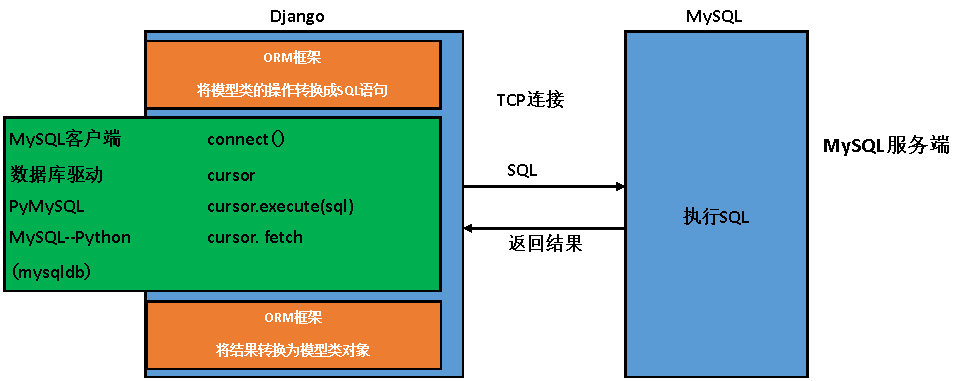 Django
MySQL
ORM框架
将模型类的操作转换成SQL语句
TCP连接
MySQL客户端 connect()
数据库驱动 cursor
PyMySQL cursor.execute(sql)
MySQL--Python cursor. fetch
(mysqldb)
SQL
返回结果
执行SQL
MySQL服务端
ORM框架
将结果转换为模型类对象